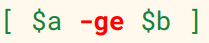 [ $a -ge $b ]